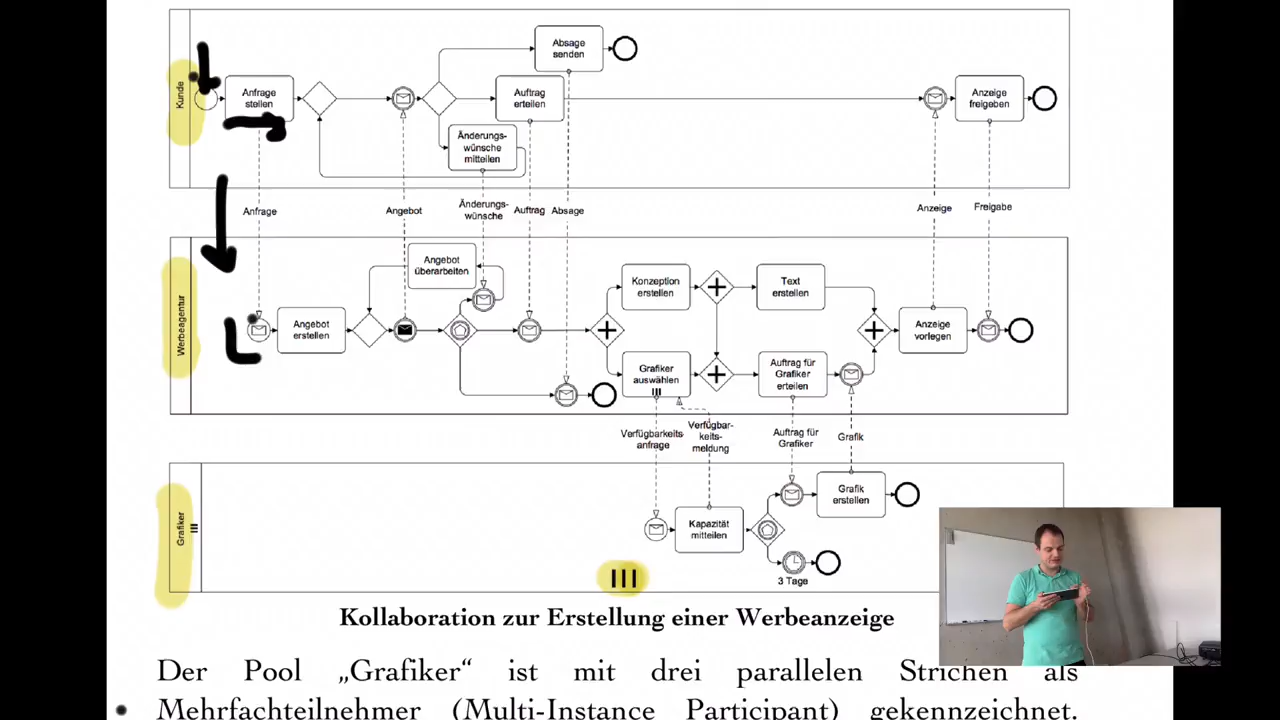 Kunde
Anfrage
stellen
Absage
senden
Auftrag
erteilen
Änderungs-
wünsche
mitteilen
Anzeige
freigeben
Anfrage
Angebot
Änderungs-
wünsche
Auftrag
Absage
Anzeige
Freigabe
Werbeagentur
Angebot
erstellen
Angebot
überarbeiten
Konzeption
erstellen
Text
erstellen
Grafiker
auswählen
Auftrag für
Grafiker
erteilen
Anzeige
vorlegen
Verfügbarkeits-
anfrage
Verfügbar-
keits-
meldung
Auftrag für
Grafiker
Grafik
Grafiker
Kapazität
mitteilen
Grafik
erstellen
3 Tage
Kollaboration zur Erstellung einer Werbeanzeige
Der Pool „Grafiker“ ist mit drei parallelen Strichen als
Mehrfachteilnehmer (Multi-Instance Participant) gekennzeichnet.